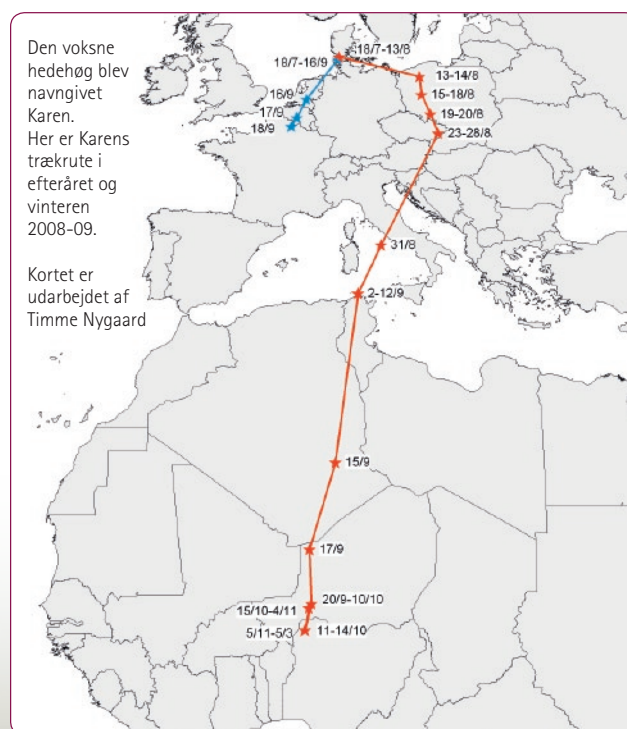 Den voksne
hedehøg blev
navngivet
Karen.
Her er Karens
trækrute i
efteråret og
vinteren
2008-09.
Kortet er
udarbejdet af
Timme Nygaard
18/7-13/8
18/7-16/9
13-14/8
15-18/8
16/9
17/9
19-20/8
18/9
23-28/8
31/8
2-12/9
15/9
17/9
20/9-10/10
15/10-4/11
5/11-5/3
11-14/10